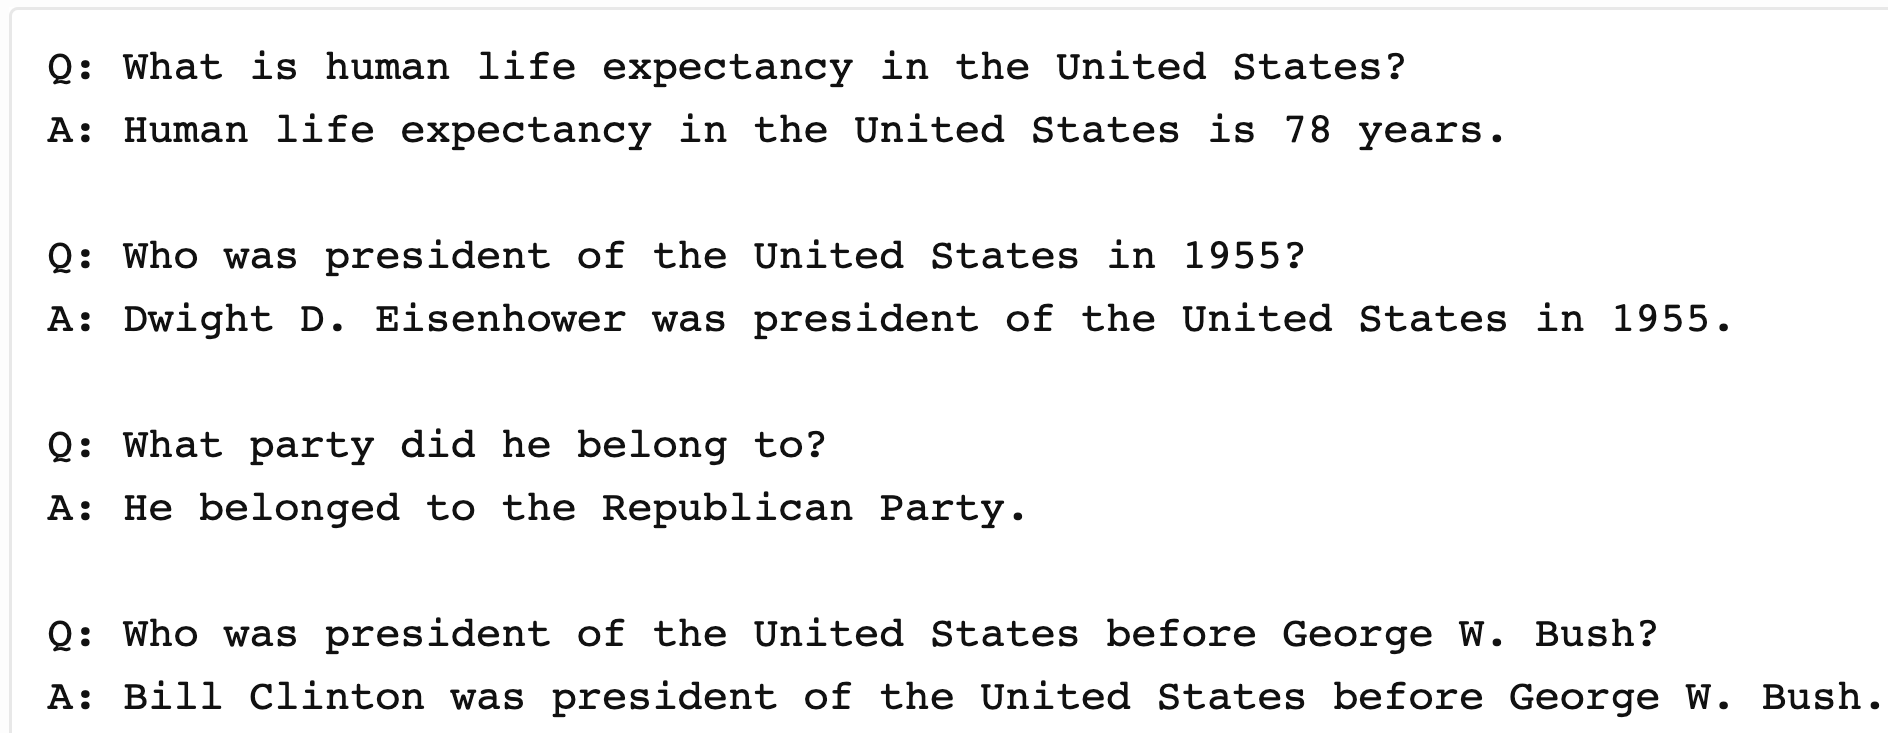 Q: What is human life expectancy in the United States?
A: Human life expectancy in the United States is 78 years.
Q: Who was president of the United States in 1955?
A: Dwight D. Eisenhower was president of the United States in 1955.
Q: What party did he belong to?
A: He belonged to the Republican Party.
Q: Who was president of the United States before George W. Bush?
A: Bill Clinton was president of the United States before George W. Bush.